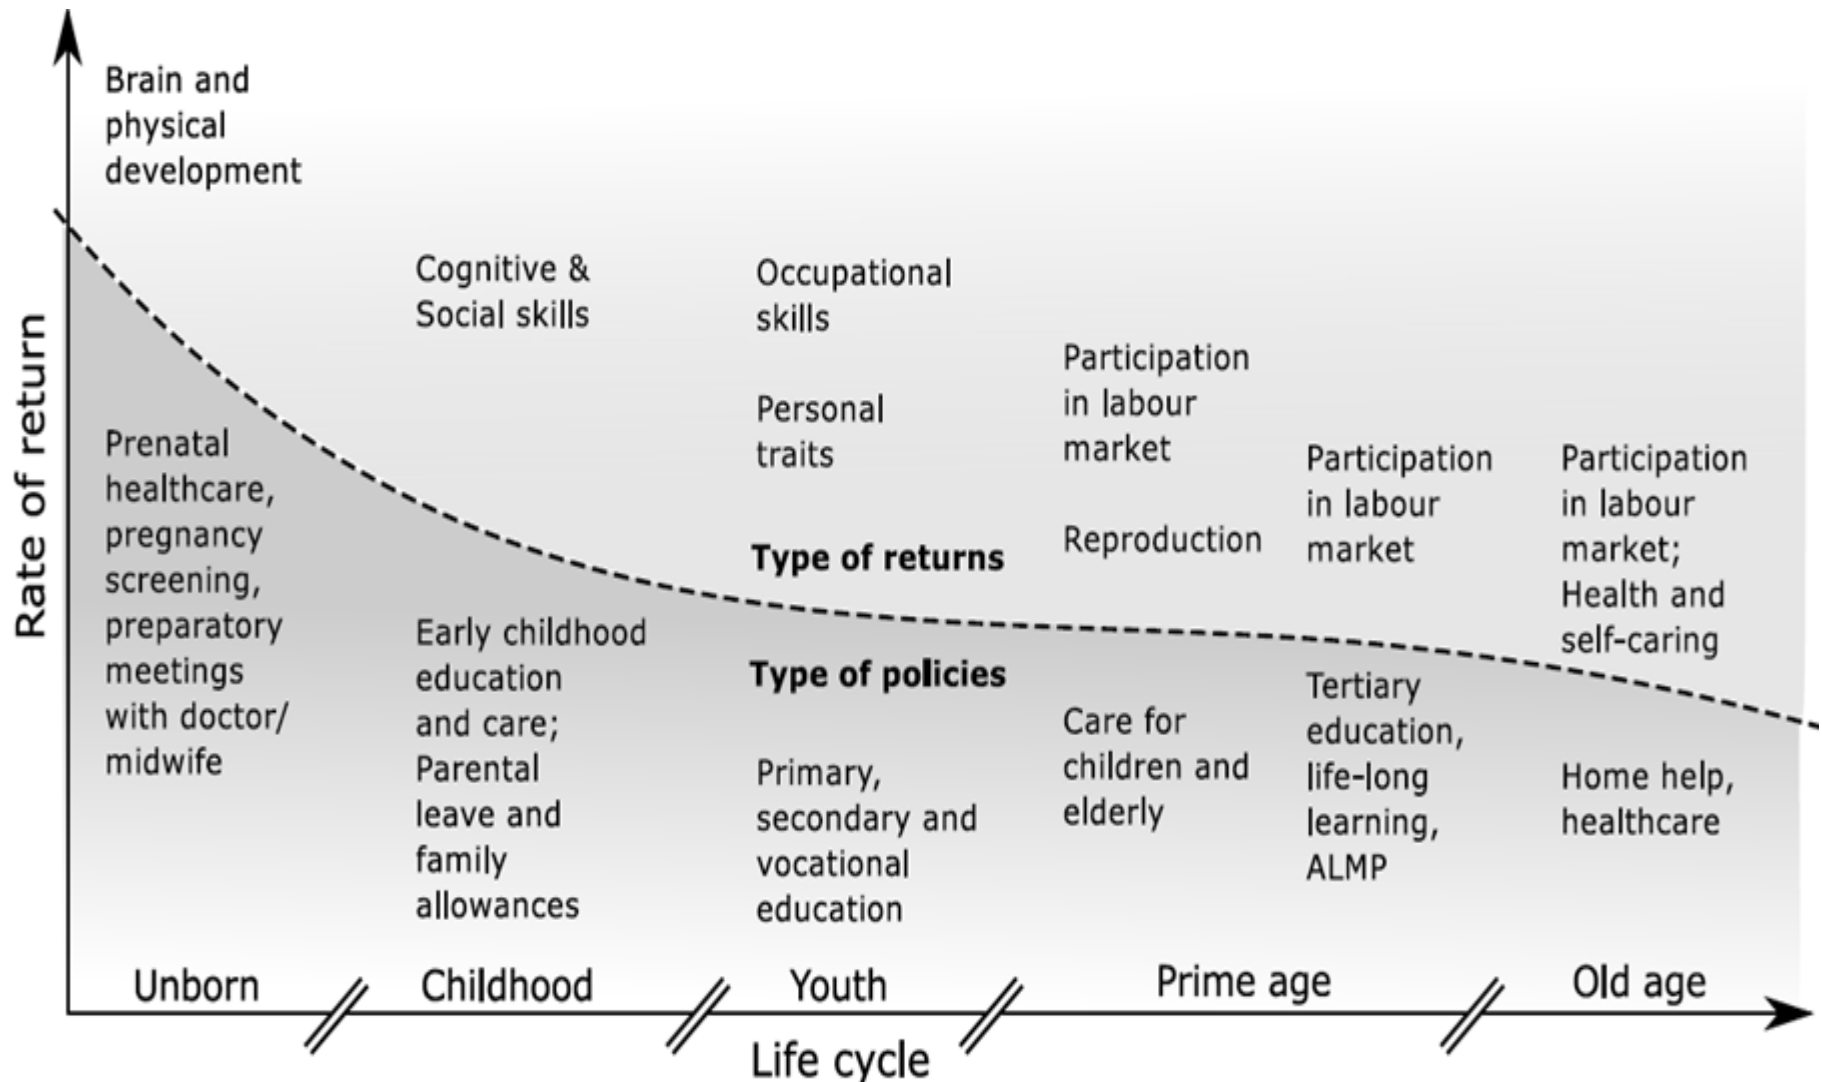 Brain and
physical
development
Cognitive &
Social skills
Occupational
skills
Personal
traits
Type of returns
Participation
in labour
market
Reproduction
Participation
in labour
market
Participation
in labour
market;
Health and
self-caring
Rate of return
Prenatal
healthcare,
pregnancy
screening,
preparatory
meetings
with doctor/
midwife
Early childhood
education
and care;
Parental
leave and
family
allowances
Type of policies
Primary,
secondary and
vocational
education
Care for
children and
elderly
Tertiary
education,
life-long
learning,
ALMP
Home help,
healthcare
Unborn
Childhood
Youth
Prime age
Old age
Life cycle